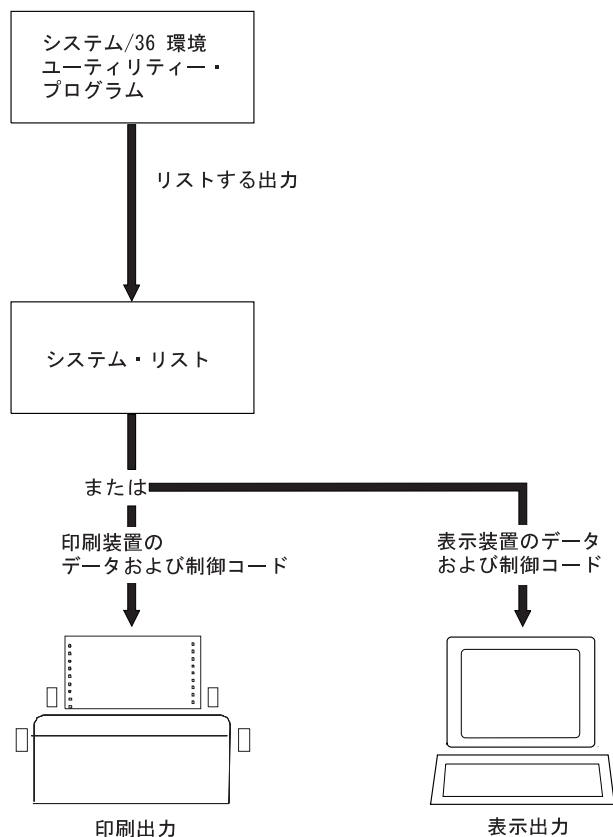 システム/36 環境
ユーティリティー・
プログラム
リストする出力
システム・リスト
または
印刷装置の
データおよび制御コード
表示装置のデータ
および制御コード
印刷出力
表示出力